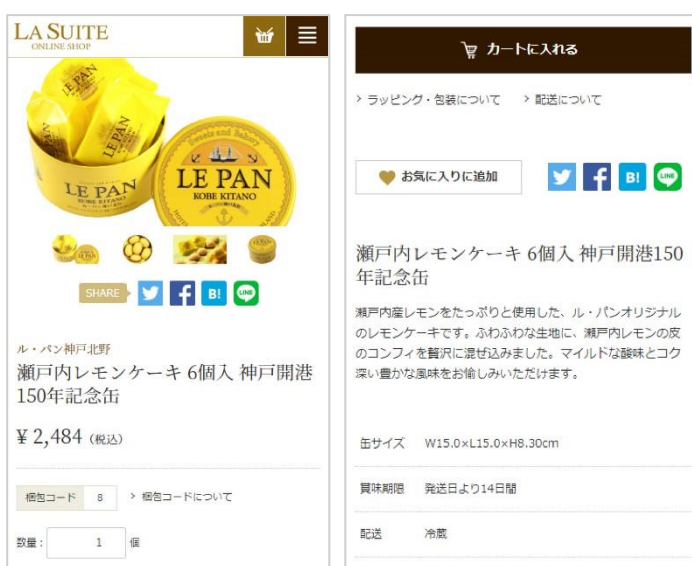 LA SUITE
ONLINE SHOP
LE PAN
LE PAN
LE PAN
KOBE KITANO
Sweets and Bakery
LE PAN
KOBE KITANO
SHARE
B!
LINE
ル・パン神戸北野
瀬戸内レモンケーキ 6個入 神戸開港
150年記念缶
¥ 2,484 (税込)
梱包コード 8 > 梱包コードについて
数量： 1 個
カートに入れる
> ラッピング・包装について > 配送について
お気に入りに追加
B!
LINE
瀬戸内レモンケーキ 6個入 神戸開港150
年記念缶
瀬戸内産レモンをたっぷりと使用した、ル・パンオリジナル
のレモンケーキです。ふわふわな生地に、瀬戸内レモンの皮
のコンフィを贅沢に混ぜ込みました。マイルドな酸味とコク
深い豊かな風味をお愉しみいただけます。
缶サイズ W15.0×L15.0×H8.30cm
賞味期限 発送日より14日間
配送 冷蔵